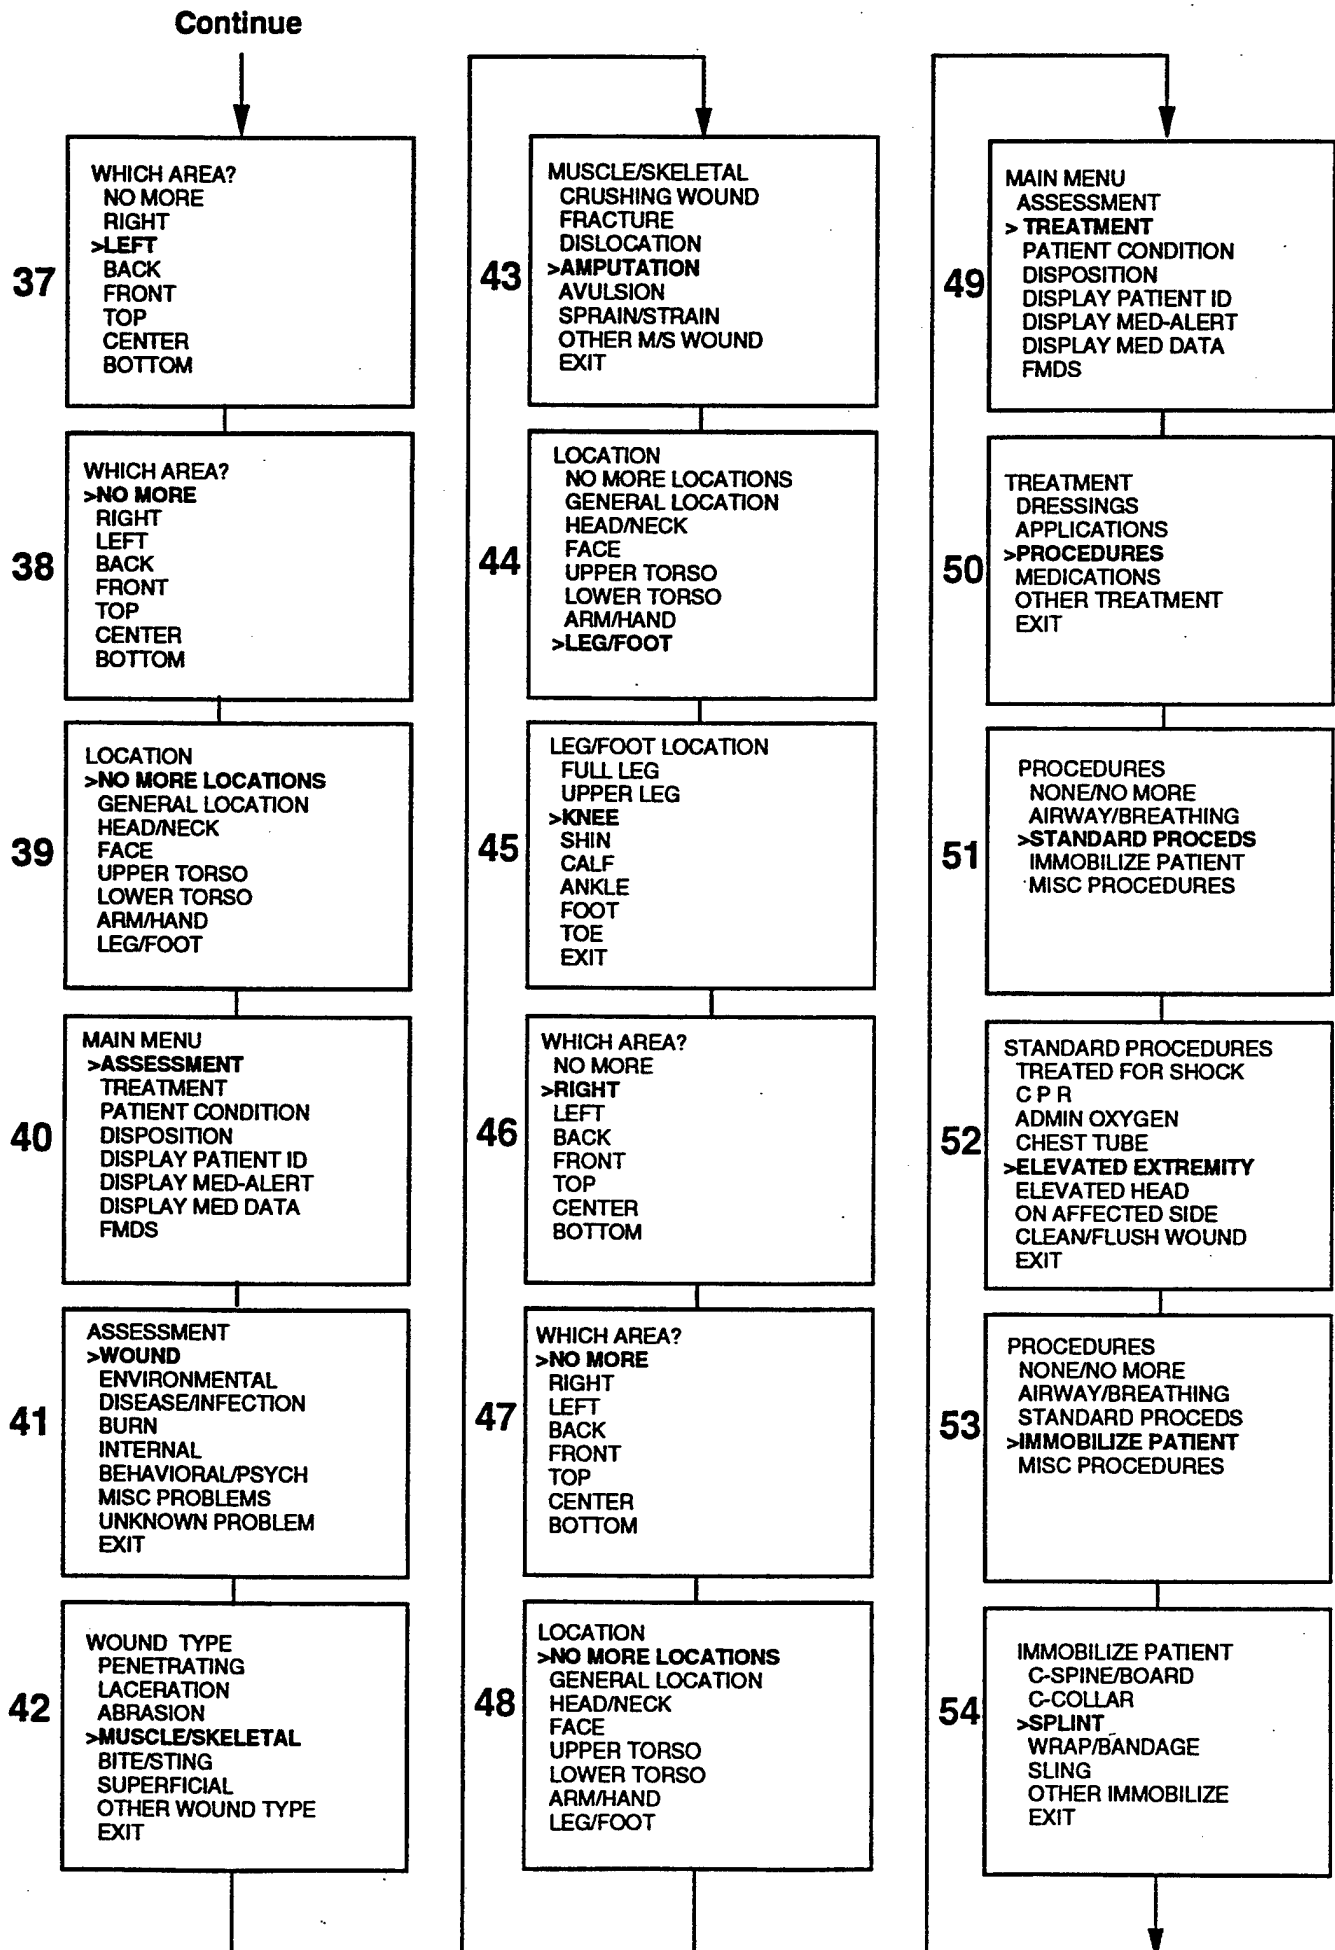 Continue
37
WHICH AREA?
NO MORE
RIGHT
>LEFT
BACK
FRONT
TOP
CENTER
BOTTOM
38
WHICH AREA?
>NO MORE
RIGHT
LEFT
BACK
FRONT
TOP
CENTER
BOTTOM
39
LOCATION
>NO MORE LOCATIONS
GENERAL LOCATION
HEAD/NECK
FACE
UPPER TORSO
LOWER TORSO
ARM/HAND
LEG/FOOT
40
MAIN MENU
>ASSESSMENT
TREATMENT
PATIENT CONDITION
DISPOSITION
DISPLAY PATIENT ID
DISPLAY MED-ALERT
DISPLAY MED DATA
FMDS
41
ASSESSMENT
>WOUND
ENVIRONMENTAL
DISEASE/INFECTION
BURN
INTERNAL
BEHAVIORAL/PSYCH
MISC PROBLEMS
UNKNOWN PROBLEM
EXIT
42
WOUND TYPE
PENETRATING
LACERATION
ABRASION
>MUSCLE/SKELETAL
BITE/STING
SUPERFICIAL
OTHER WOUND TYPE
EXIT
43
MUSCLE/SKELETAL
CRUSHING WOUND
FRACTURE
DISLOCATION
>AMPUTATION
AVULSION
SPRAIN/STRAIN
OTHER M/S WOUND
EXIT
44
LOCATION
NO MORE LOCATIONS
GENERAL LOCATION
HEAD/NECK
FACE
UPPER TORSO
LOWER TORSO
ARM/HAND
>LEG/FOOT
45
LEG/FOOT LOCATION
FULL LEG
UPPER LEG
>KNEE
SHIN
CALF
ANKLE
FOOT
TOE
EXIT
46
WHICH AREA?
NO MORE
>RIGHT
LEFT
BACK
FRONT
TOP
CENTER
BOTTOM
47
WHICH AREA?
>NO MORE
RIGHT
LEFT
BACK
FRONT
TOP
CENTER
BOTTOM
48
LOCATION
>NO MORE LOCATIONS
GENERAL LOCATION
HEAD/NECK
FACE
UPPER TORSO
LOWER TORSO
ARM/HAND
LEG/FOOT
49
MAIN MENU
ASSESSMENT
> TREATMENT
PATIENT CONDITION
DISPOSITION
DISPLAY PATIENT ID
DISPLAY MED-ALERT
DISPLAY MED DATA
FMDS
50
TREATMENT
DRESSINGS
APPLICATIONS
>PROCEDURES
MEDICATIONS
OTHER TREATMENT
EXIT
51
PROCEDURES
NONE/NO MORE
AIRWAY/BREATHING
>STANDARD PROCEDS
IMMOBILIZE PATIENT
MISC PROCEDURES
52
STANDARD PROCEDURES
TREATED FOR SHOCK
C P R
ADMIN OXYGEN
CHEST TUBE
>ELEVATED EXTREMITY
ELEVATED HEAD
ON AFFECTED SIDE
CLEAN/FLUSH WOUND
EXIT
53
PROCEDURES
NONE/NO MORE
AIRWAY/BREATHING
STANDARD PROCEDS
>IMMOBILIZE PATIENT
MISC PROCEDURES
54
IMMOBILIZE PATIENT
C-SPINE/BOARD
C-COLLAR
>SPLINT
WRAP/BANDAGE
SLING
OTHER IMMOBILIZE
EXIT